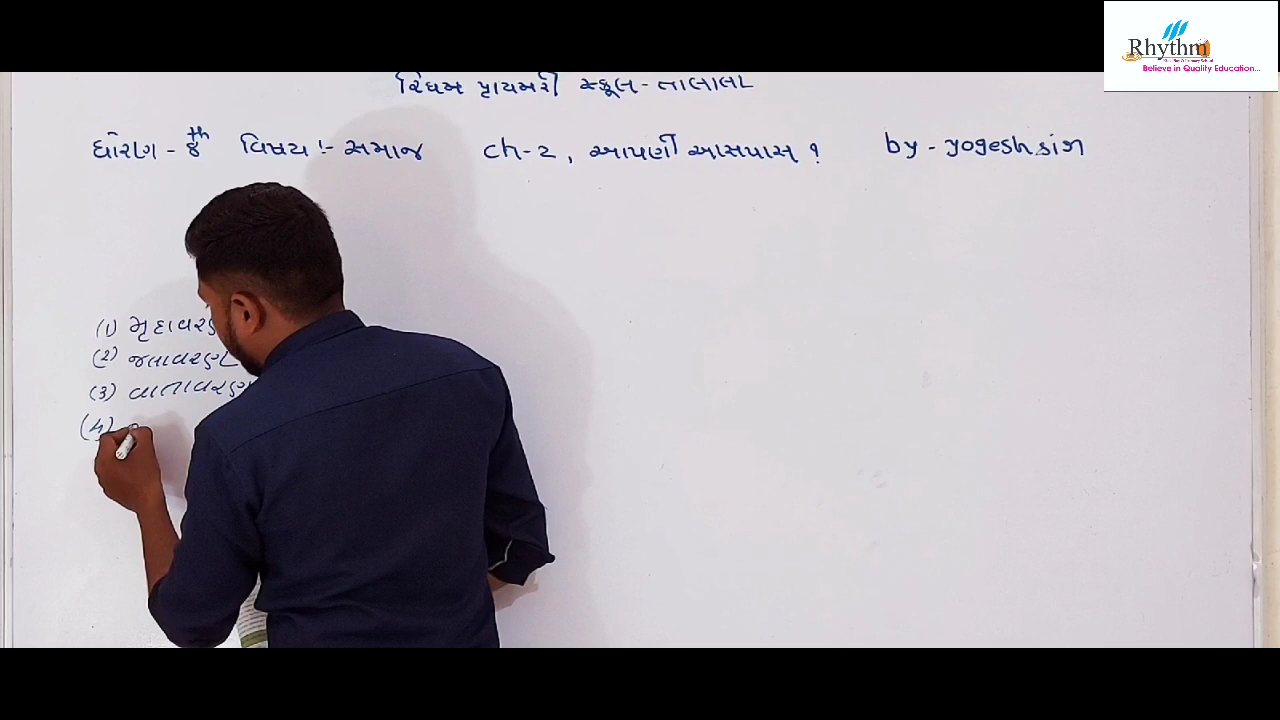 Rhythm
Believe in Quality Education...
રિધમ પ્રાયમરી સ્કૂલ - તાલાલા
ધોરણ - ૪th વિષય :- સમાજ ch-2, આપણી આસપાસ ? by - yogesh
(1) મૃદાવરણ
(2) જલાવરણ
(3) વાતાવરણ
(4)